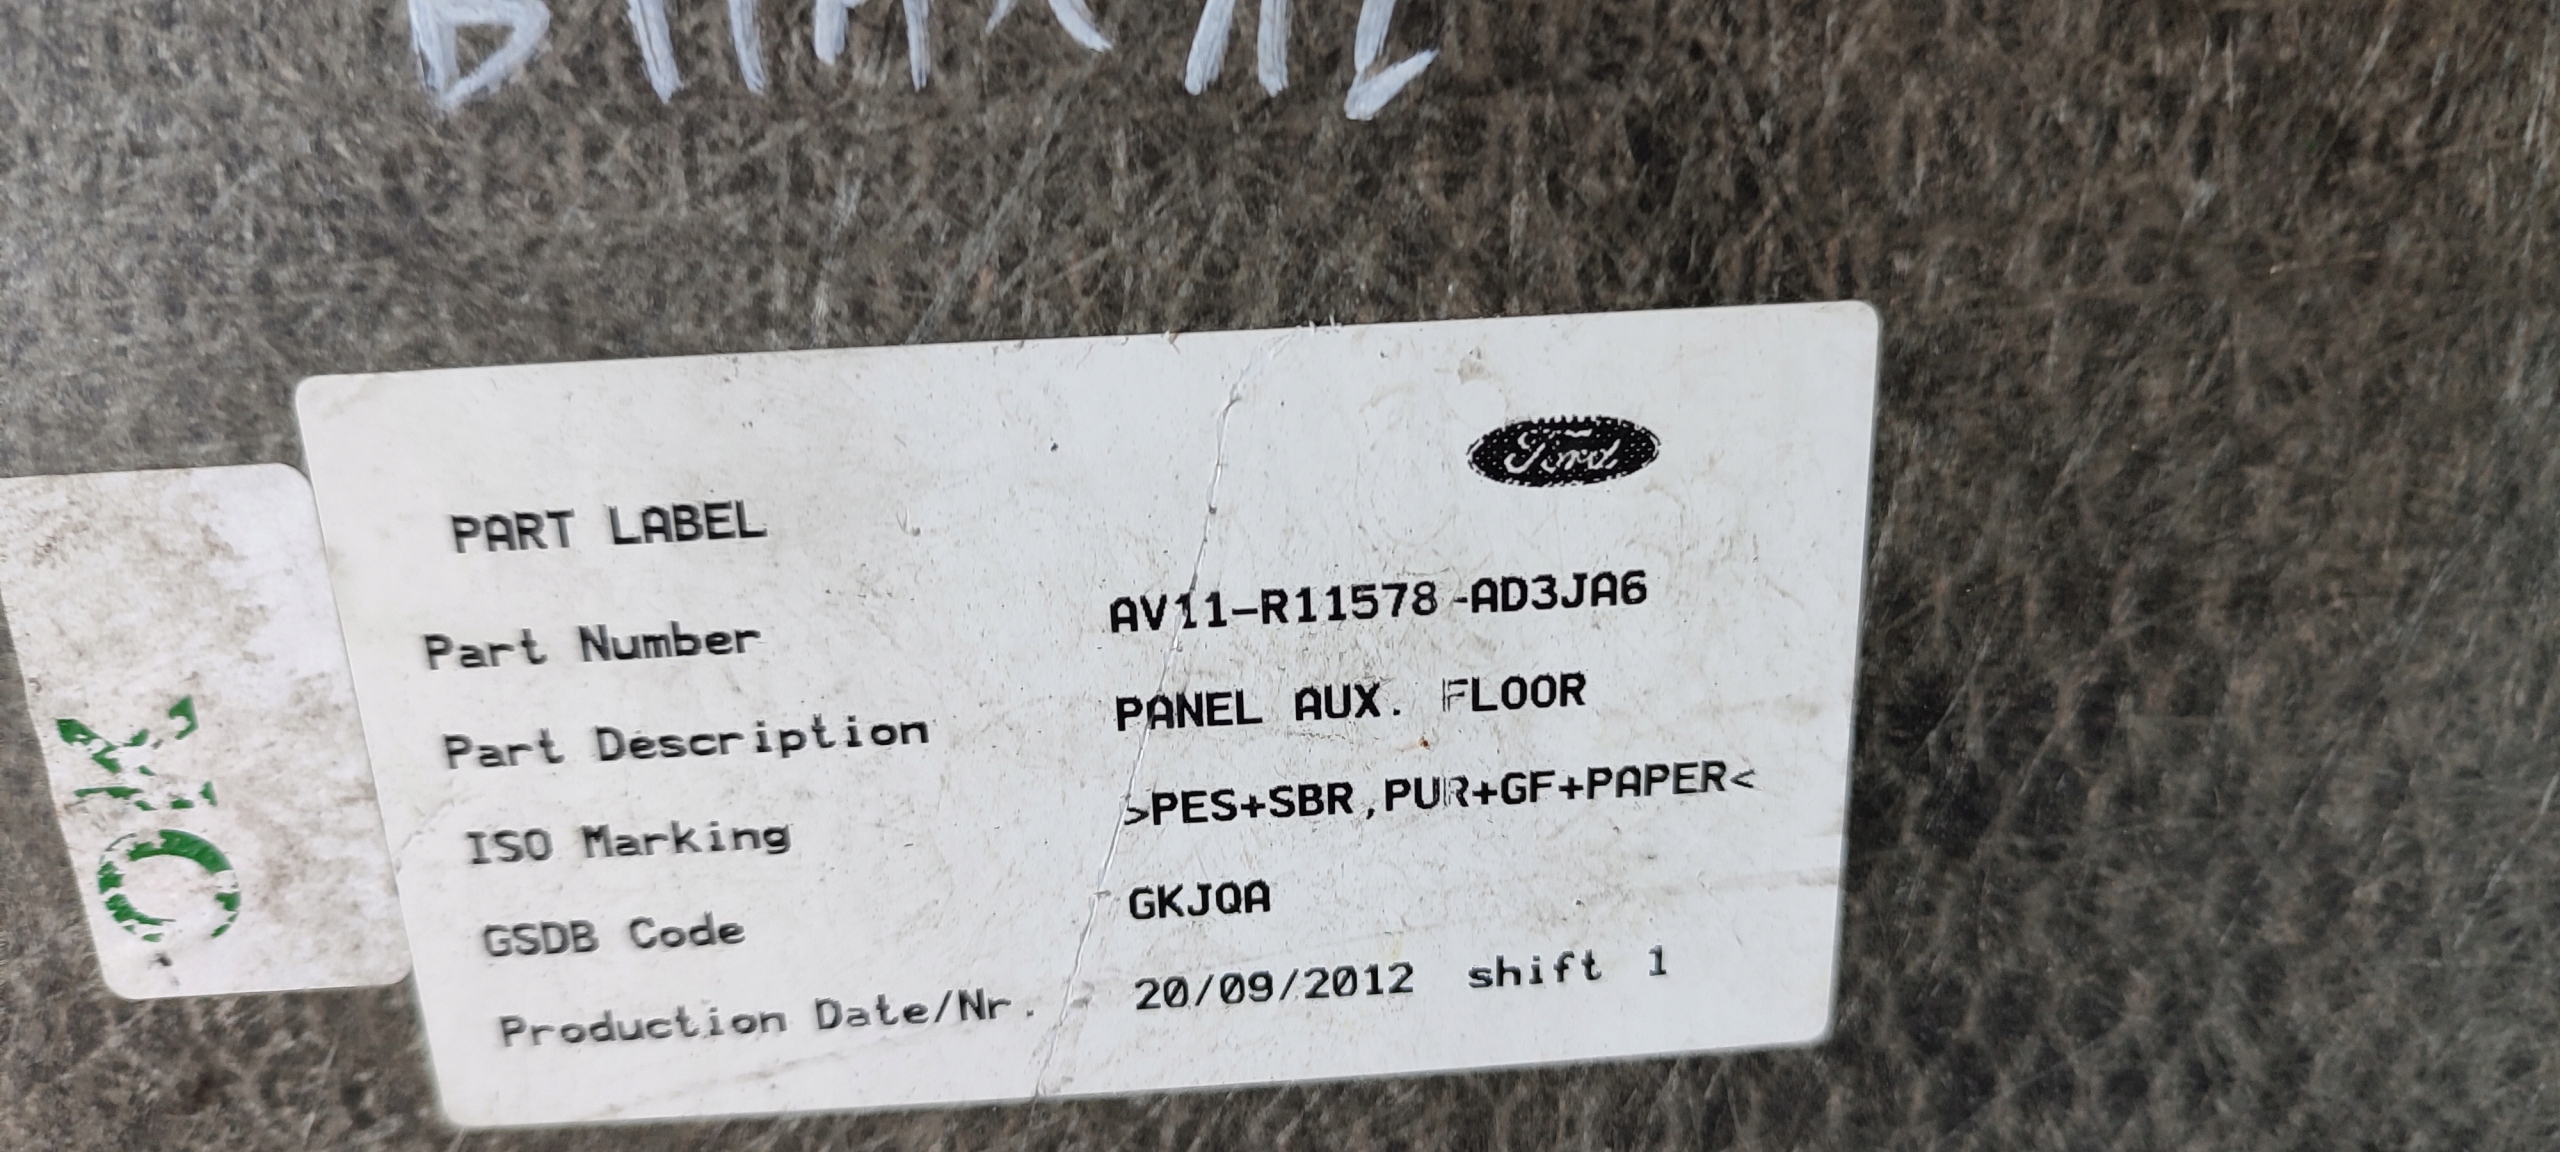 Ford
PART LABEL
Part Number AV11-R11578-AD3JA6
Part Description PANEL AUX. FLOOR
ISO Marking >PES+SBR,PUR+GF+PAPER<
GSDB Code GKJQA
Production Date/Nr. 20/09/2012 shift 1
OK